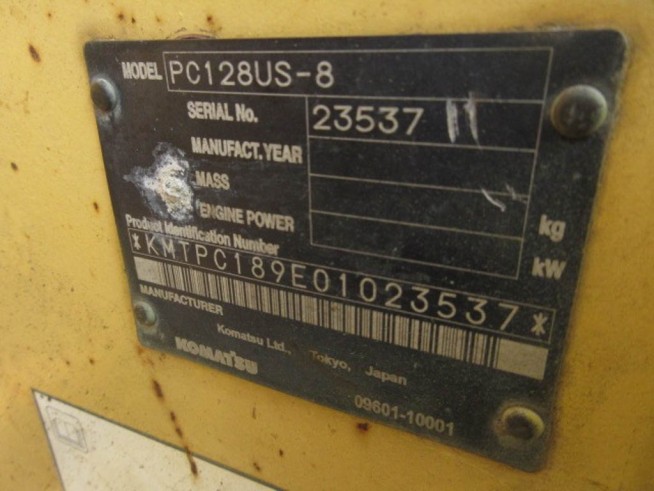 MODEL PC128US-8
SERIAL No. 23537
MANUFACT. YEAR
MASS kg
ENGINE POWER kW
Product Identification Number
*KMTPC189E01023537*
MANUFACTURER
Komatsu Ltd., Tokyo, Japan
KOMATSU
09601-10001